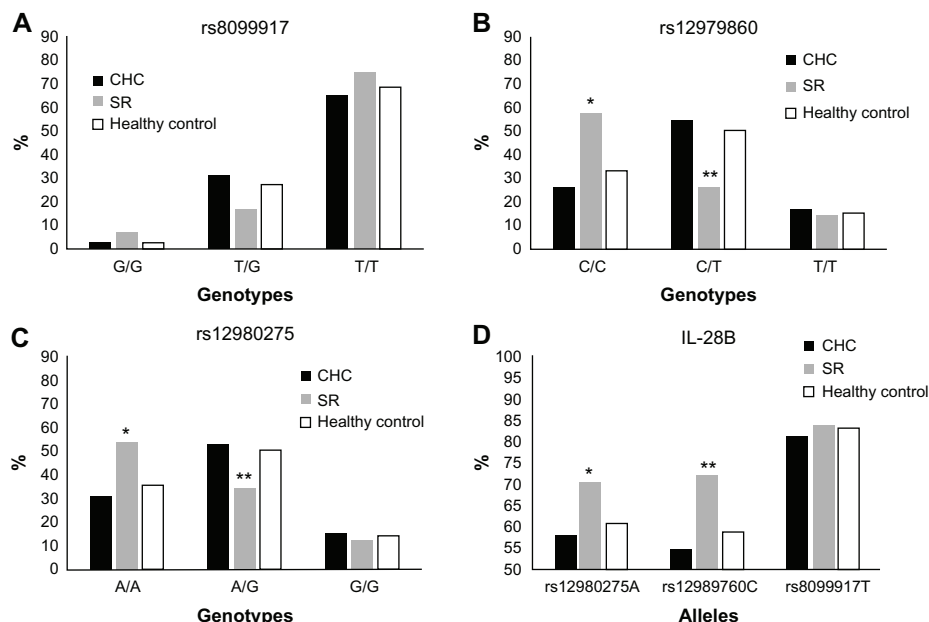 A
rs8099917
90
80
70
60
50
40
30
20
10
0
%
CHC
SR
Healthy control
G/G T/G T/T
Genotypes
B
rs12979860
90
80
70
60
50
40
30
20
10
0
%
CHC
SR
Healthy control
*
**
C/C C/T T/T
Genotypes
C
rs12980275
90
80
70
60
50
40
30
20
10
0
%
CHC
SR
Healthy control
*
**
A/A A/G G/G
Genotypes
D
IL-28B
100
95
90
85
80
75
70
65
60
55
50
%
CHC
SR
Healthy control
*
**
rs12980275A rs12989760C rs8099917T
Alleles